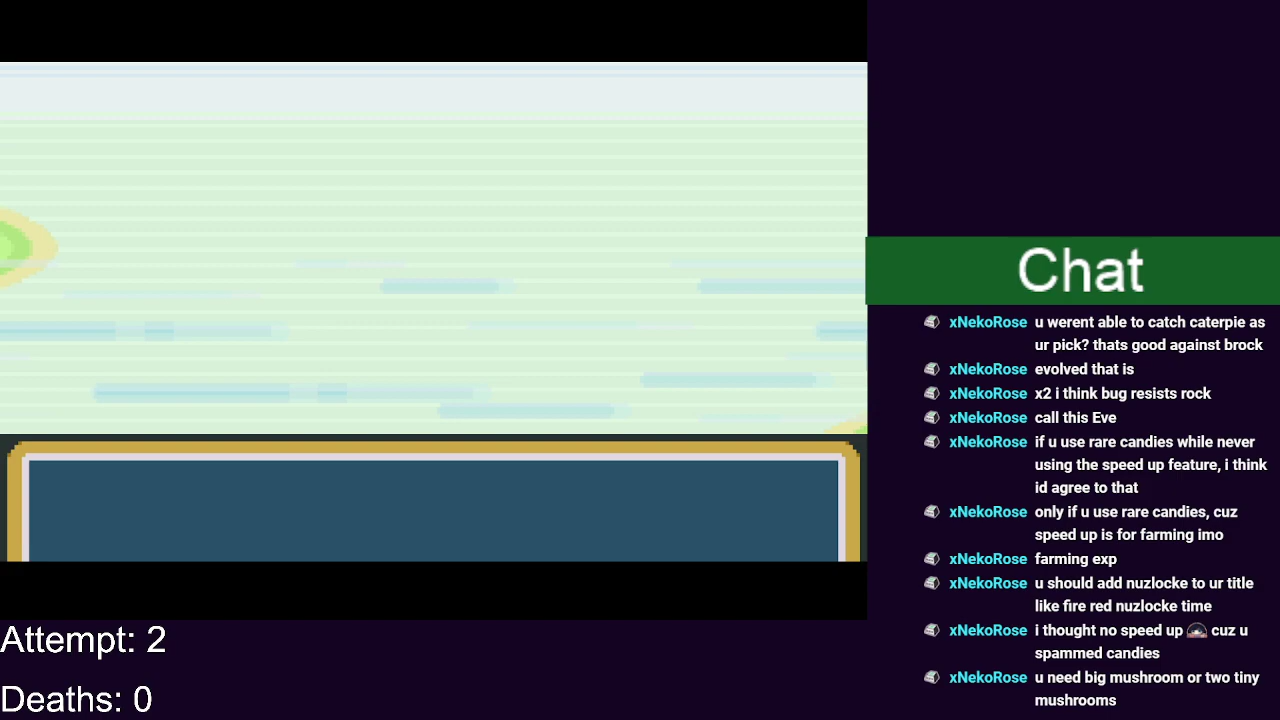 Chat
xNekoRose u werent able to catch caterpie as
ur pick? thats good against brock
xNekoRose evolved that is
xNekoRose x2 i think bug resists rock
xNekoRose call this Eve
xNekoRose if u use rare candies while never
using the speed up feature, i think
id agree to that
xNekoRose only if u use rare candies, cuz
speed up is for farming imo
xNekoRose farming exp
xNekoRose u should add nuzlocke to ur title
like fire red nuzlocke time
xNekoRose i thought no speed up cuz u
spammed candies
xNekoRose u need big mushroom or two tiny
mushrooms
Attempt: 2
Deaths: 0